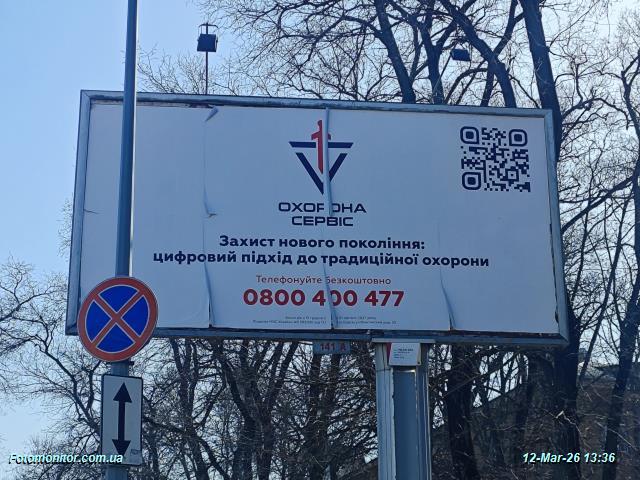 ОХОРОНА
СЕРВІС
Захист нового покоління:
цифровий підхід до традиційної охорони
Телефонуйте безкоштовно
0800 400 477
141 А
Fotomonitor.com.ua
12-Mar-26 13:36